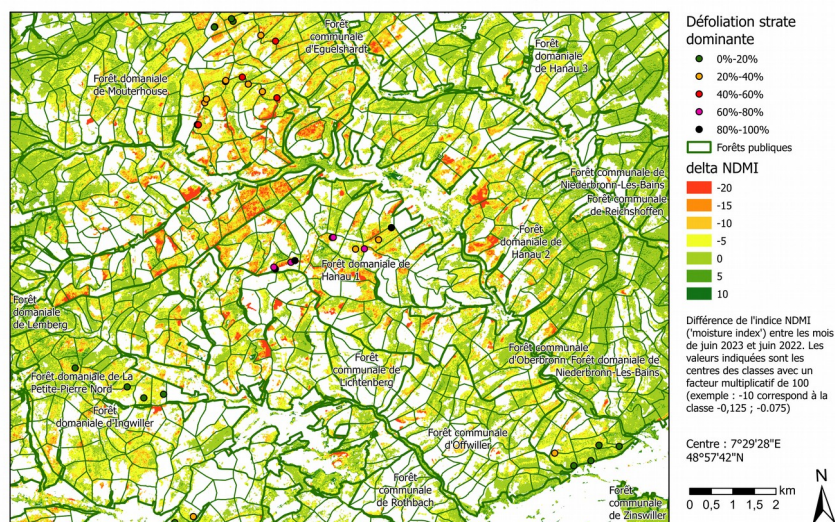 Forêt
communale
d'Eguelshardt
Forêt
domaniale
de Hanau 3
Forêt domaniale
de Mouterhouse
Forêt communale de
Niederbronn-Les-Bains
Forêt communale
de Reichshoffen
Forêt
domaniale de
Hanau 2
Forêt domaniale de
Hanau 1
Forêt
domaniale
de Lemberg
Forêt communale
d'Oberbronn
Forêt domaniale de
Niederbronn-Les-Bains
Forêt
communale de
Lichtenberg
Forêt domaniale de La
Petite-Pierre Nord
Forêt
domaniale d'Ingwiller
Forêt communale
d'Offwiller
Forêt
communale
de Rothbach
Forêt
communale
de Zinswiller
Défoliation strate
dominante
0%-20%
20%-40%
40%-60%
60%-80%
80%-100%
Forêts publiques
delta NDMI
-20
-15
-10
-5
0
5
10
Différence de l'indice NDMI
('moisture index') entre les mois
de juin 2023 et juin 2022. Les
valeurs indiquées sont les
centres des classes avec un
facteur multiplicatif de 100
(exemple : -10 correspond à la
classe -0,125 ; -0.075)
Centre : 7°29'28"E
48°57'42"N
N
0 0,5 1 1,5 2 km